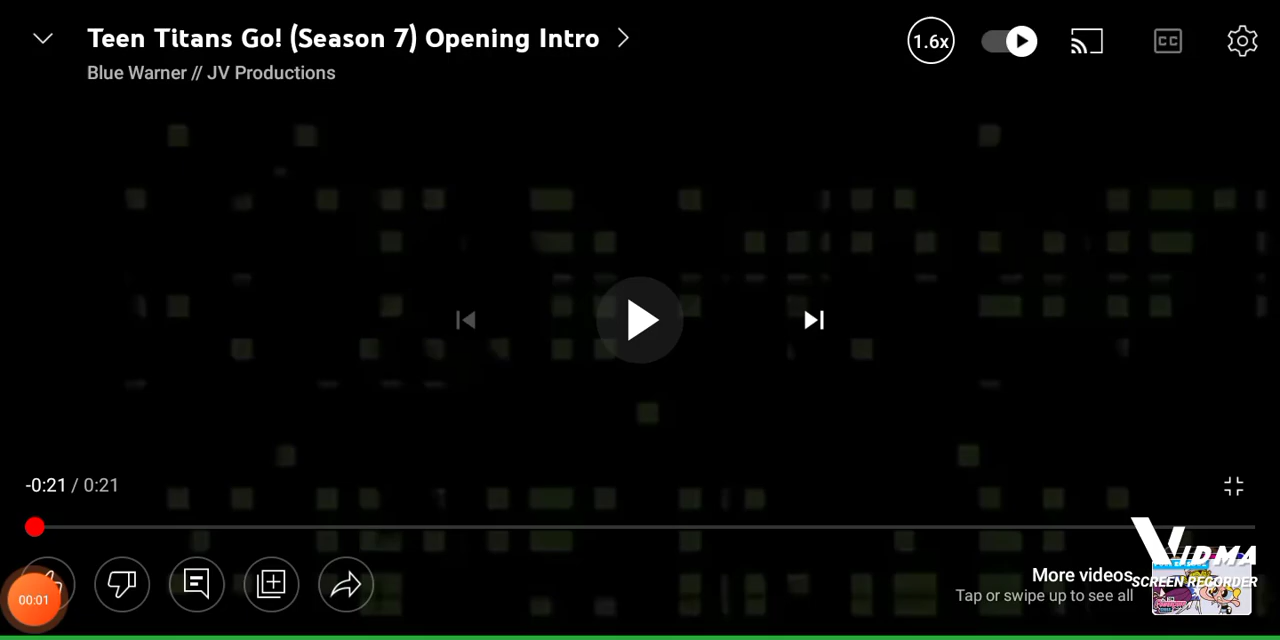 Teen Titans Go! (Season 7) Opening Intro
Blue Warner // JV Productions
1.6x
CC
-0:21 / 0:21
00:01
More videos
Tap or swipe up to see all
VIDMA
SCREEN RECORDER